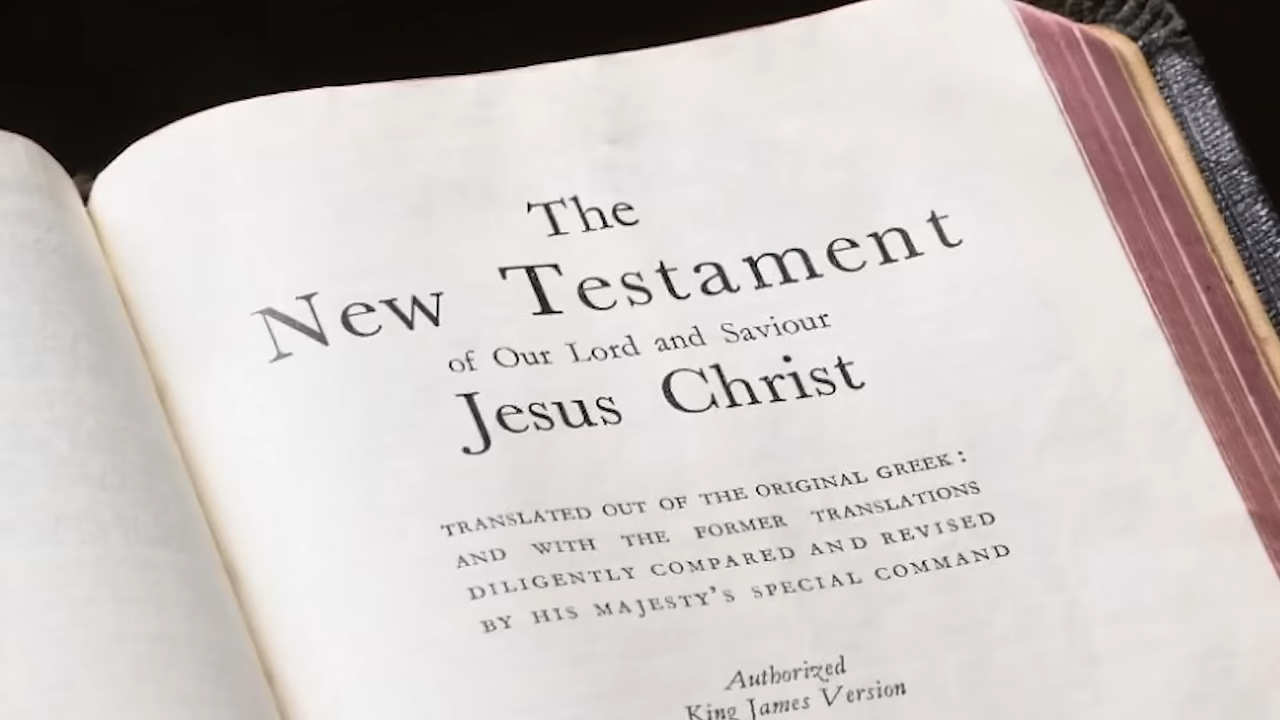 The
New Testament
of Our Lord and Saviour
Jesus Christ
TRANSLATED OUT OF THE ORIGINAL GREEK:
AND WITH THE FORMER TRANSLATIONS
DILIGENTLY COMPARED AND REVISED
BY HIS MAJESTY'S SPECIAL COMMAND
Authorized
King James Version